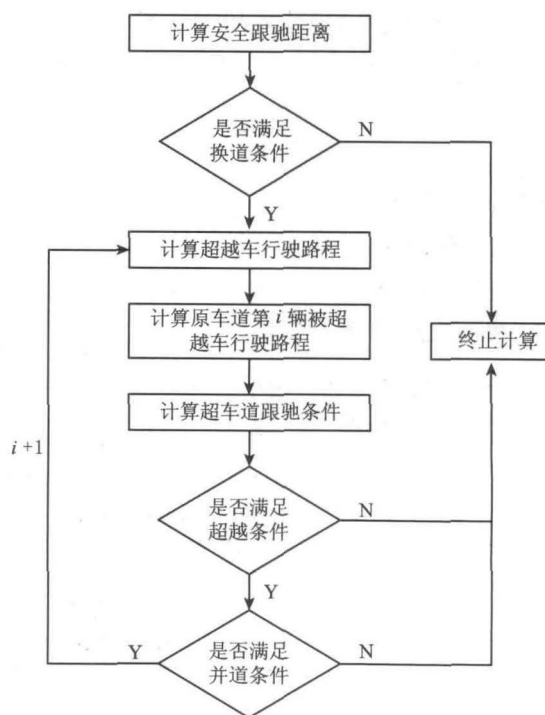 计算安全跟驰距离
是否满足
换道条件
N
Y
计算超越车行驶路程
计算原车道第 i 辆被超
越车行驶路程
终止计算
计算超车道跟驰条件
i +1
是否满足
超越条件
N
Y
是否满足
并道条件
Y
N